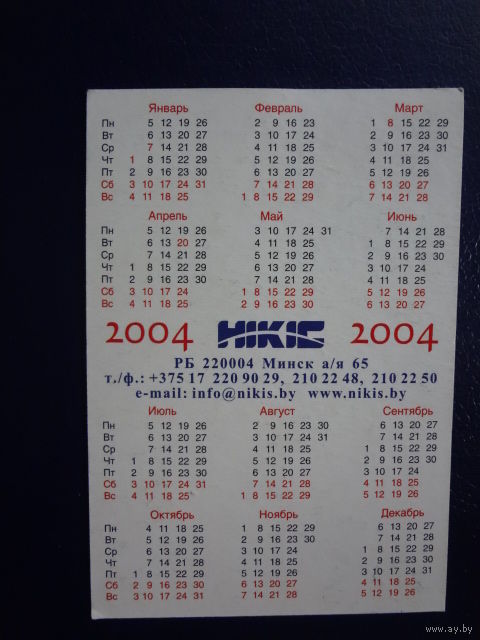 Январь Февраль Март
Пн 5 12 19 26 2 9 16 23 1 8 15 22 29
Вт 6 13 20 27 3 10 17 24 2 9 16 23 30
Ср 7 14 21 28 4 11 18 25 3 10 17 24 31
Чт 1 8 15 22 29 5 12 19 26 4 11 18 25
Пт 2 9 16 23 30 6 13 20 27 5 12 19 26
Сб 3 10 17 24 31 7 14 21 28 6 13 20 27
Вс 4 11 18 25 1 8 15 22 29 7 14 21 28
Апрель Май Июнь
Пн 5 12 19 26 3 10 17 24 31 7 14 21 28
Вт 6 13 20 27 4 11 18 25 1 8 15 22 29
Ср 7 14 21 28 5 12 19 26 2 9 16 23 30
Чт 1 8 15 22 29 6 13 20 27 3 10 17 24
Пт 2 9 16 23 30 7 14 21 28 4 11 18 25
Сб 3 10 17 24 1 8 15 22 29 5 12 19 26
Вс 4 11 18 25 2 9 16 23 30 6 13 20 27
2004 НІКІС 2004
РБ 220004 Минск а/я 65
т./ф.: +375 17 220 90 29, 210 22 48, 210 22 50
e-mail: info@nikis.by www.nikis.by
Июль Август Сентябрь
Пн 5 12 19 26 2 9 16 23 30 6 13 20 27
Вт 6 13 20 27 3 10 17 24 31 7 14 21 28
Ср 7 14 21 28 4 11 18 25 1 8 15 22 29
Чт 1 8 15 22 29 5 12 19 26 2 9 16 23 30
Пт 2 9 16 23 30 6 13 20 27 3 10 17 24
Сб 3 10 17 24 31 7 14 21 28 4 11 18 25
Вс 4 11 18 25 1 8 15 22 29 5 12 19 26
Октябрь Ноябрь Декабрь
Пн 4 11 18 25 1 8 15 22 29 6 13 20 27
Вт 5 12 19 26 2 9 16 23 30 7 14 21 28
Ср 6 13 20 27 3 10 17 24 1 8 15 22 29
Чт 7 14 21 28 4 11 18 25 2 9 16 23 30
Пт 1 8 15 22 29 5 12 19 26 3 10 17 24 31
Сб 2 9 16 23 30 6 13 20 27 4 11 18 25
Вс 3 10 17 24 31 7 14 21 28 5 12 19 26
www.ay.by